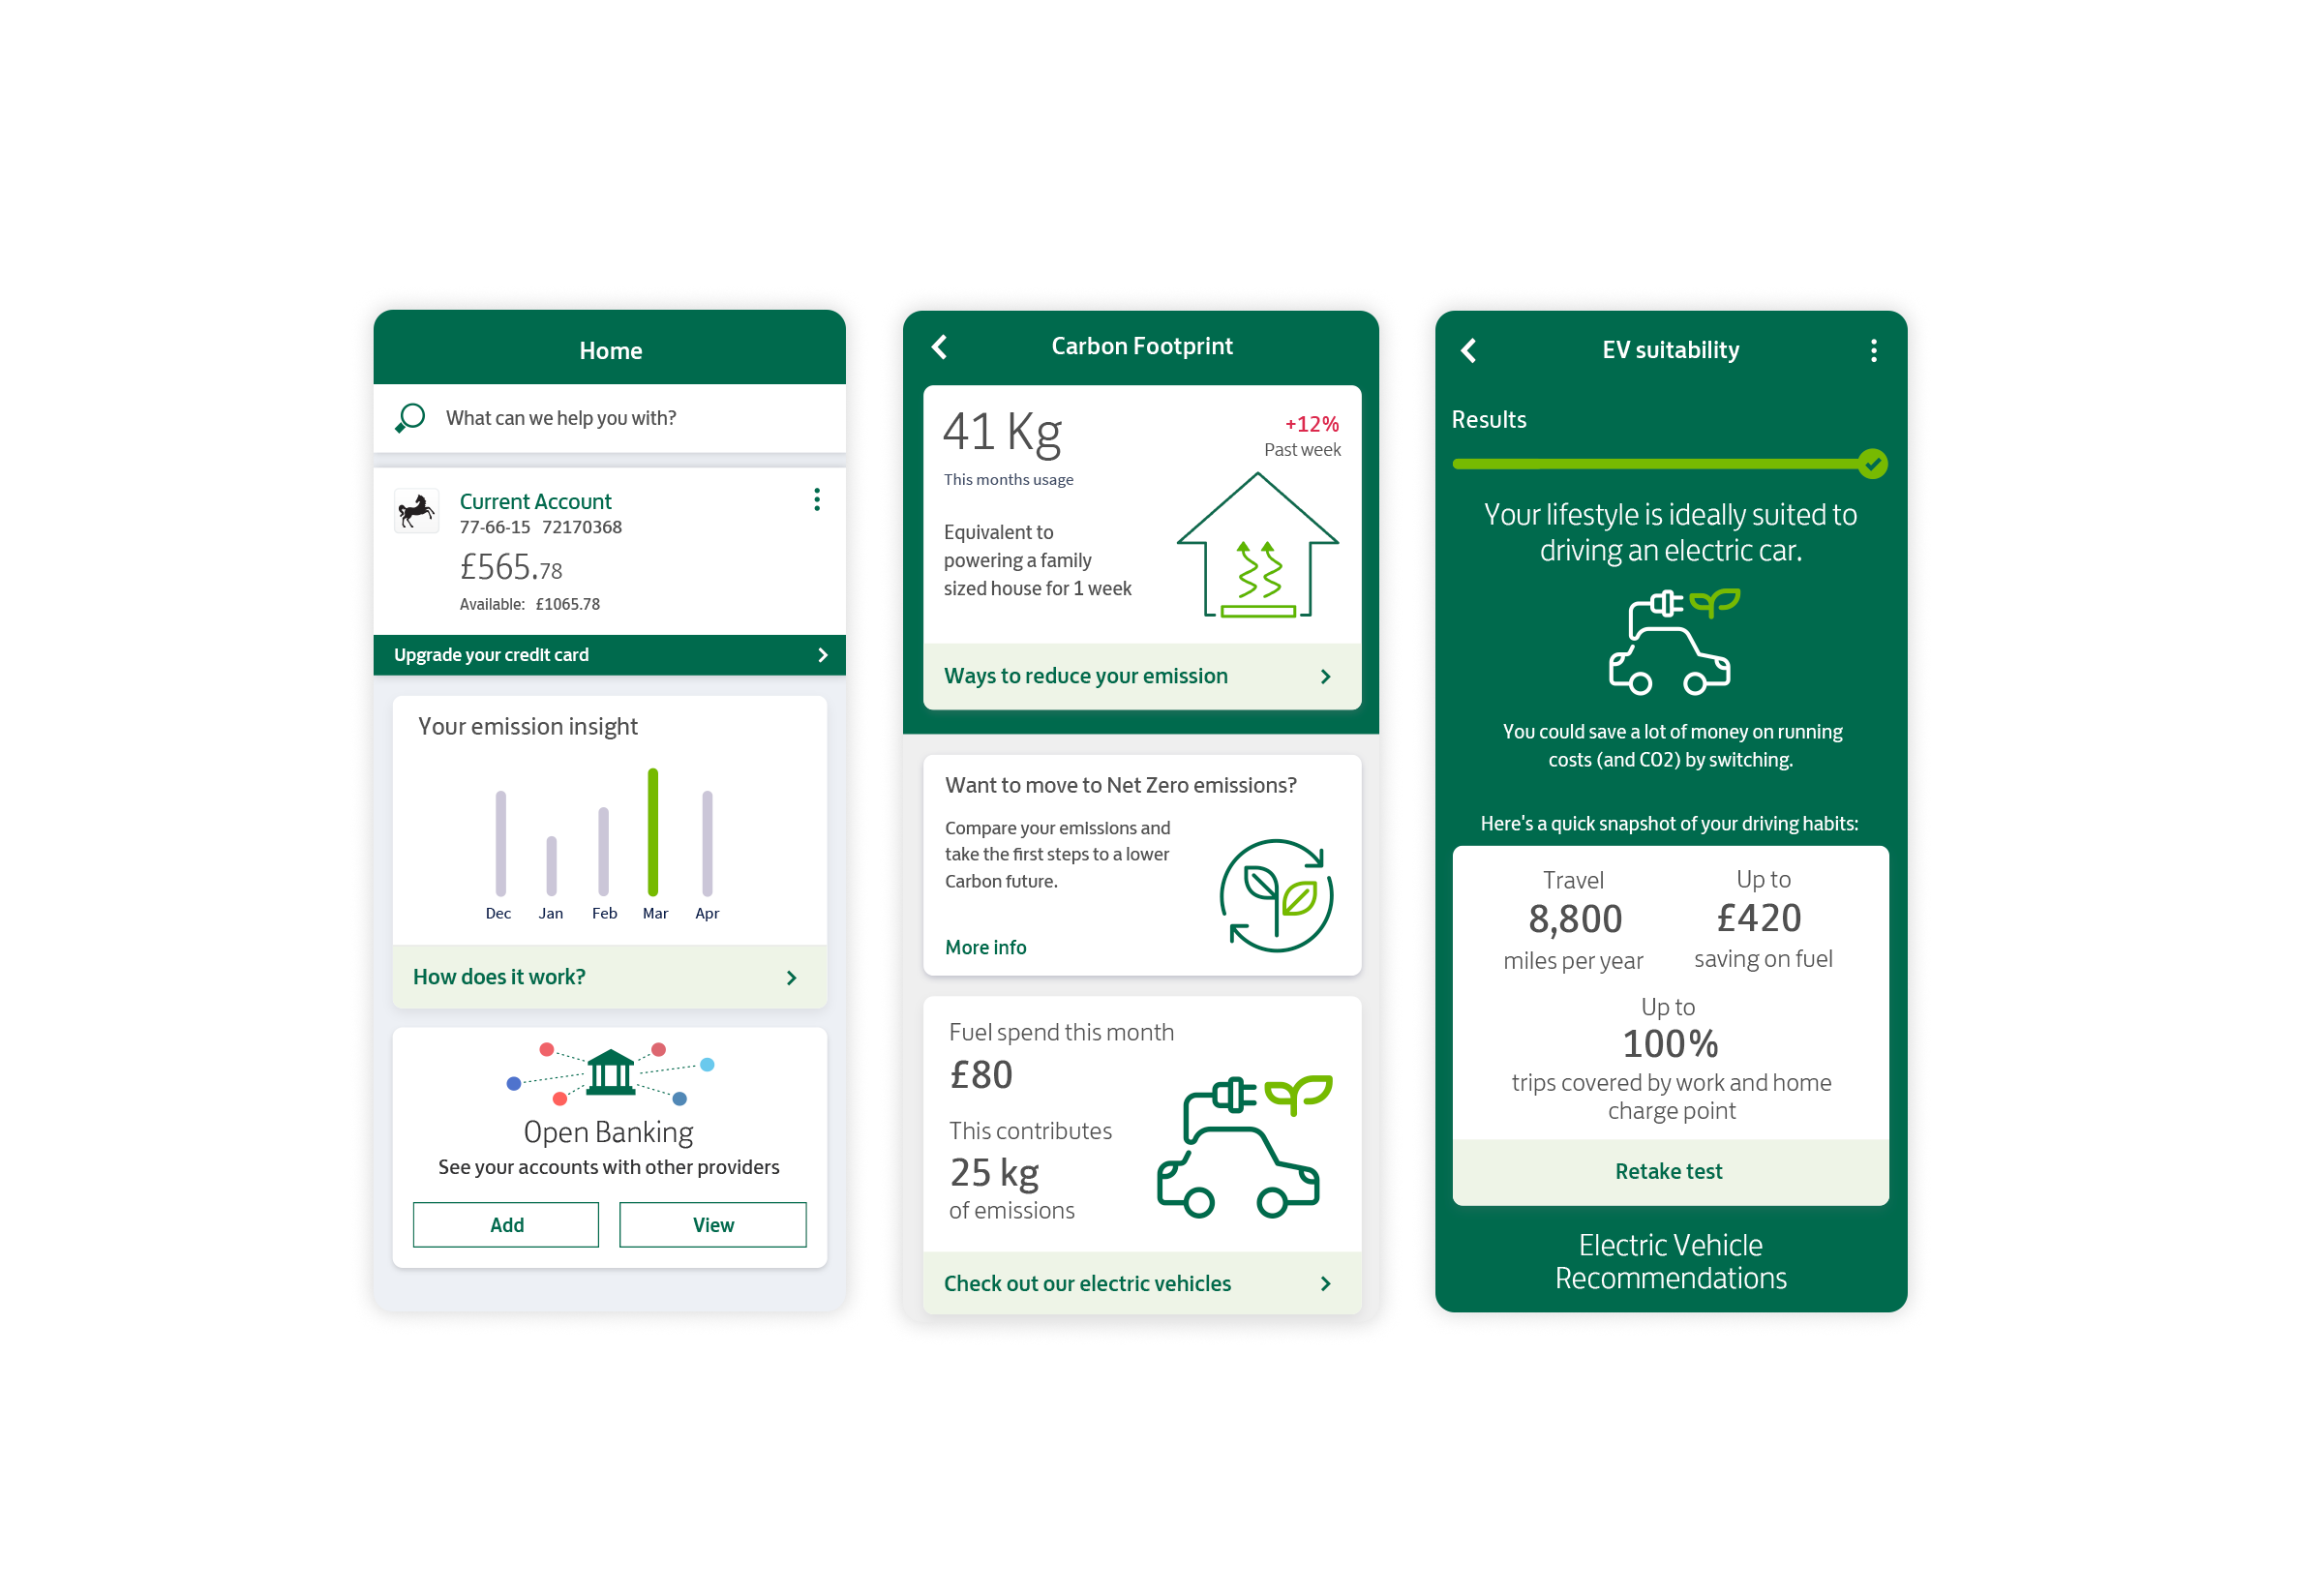 Home
What can we help you with?
Current Account
77-66-15 72170368
£565.78
Available: £1065.78
Upgrade your credit card
Your emission insight
Dec Jan Feb Mar Apr
How does it work?
Open Banking
See your accounts with other providers
Add View
Carbon Footprint
41 Kg
+12%
Past week
This months usage
Equivalent to
powering a family
sized house for 1 week
Ways to reduce your emission
Want to move to Net Zero emissions?
Compare your emissions and
take the first steps to a lower
Carbon future.
More info
Fuel spend this month
£80
This contributes
25 kg
of emissions
Check out our electric vehicles
EV suitability
Results
Your lifestyle is ideally suited to
driving an electric car.
You could save a lot of money on running
costs (and CO2) by switching.
Here's a quick snapshot of your driving habits:
Travel
8,800
miles per year
Up to
£420
saving on fuel
Up to
100%
trips covered by work and home
charge point
Retake test
Electric Vehicle
Recommendations